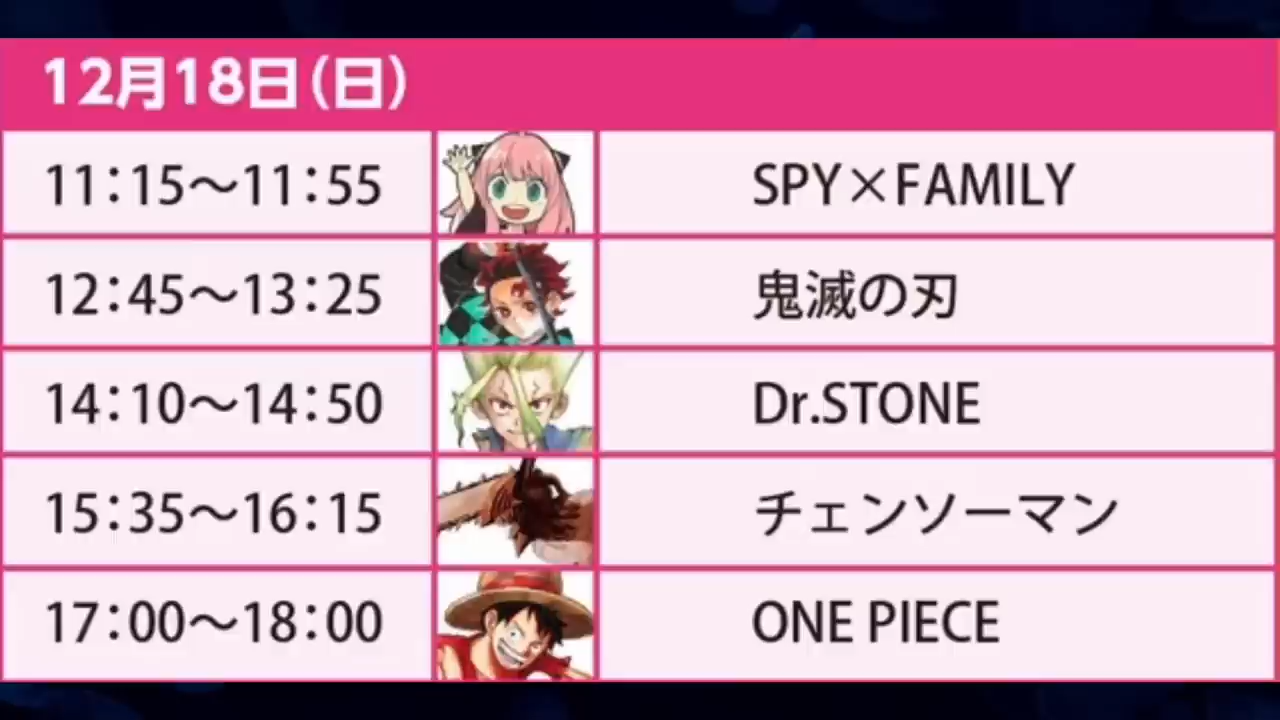 12月18日(日)
11:15～11:55 SPY×FAMILY
12:45～13:25 鬼滅の刃
14:10～14:50 Dr.STONE
15:35～16:15 チェンソーマン
17:00～18:00 ONE PIECE